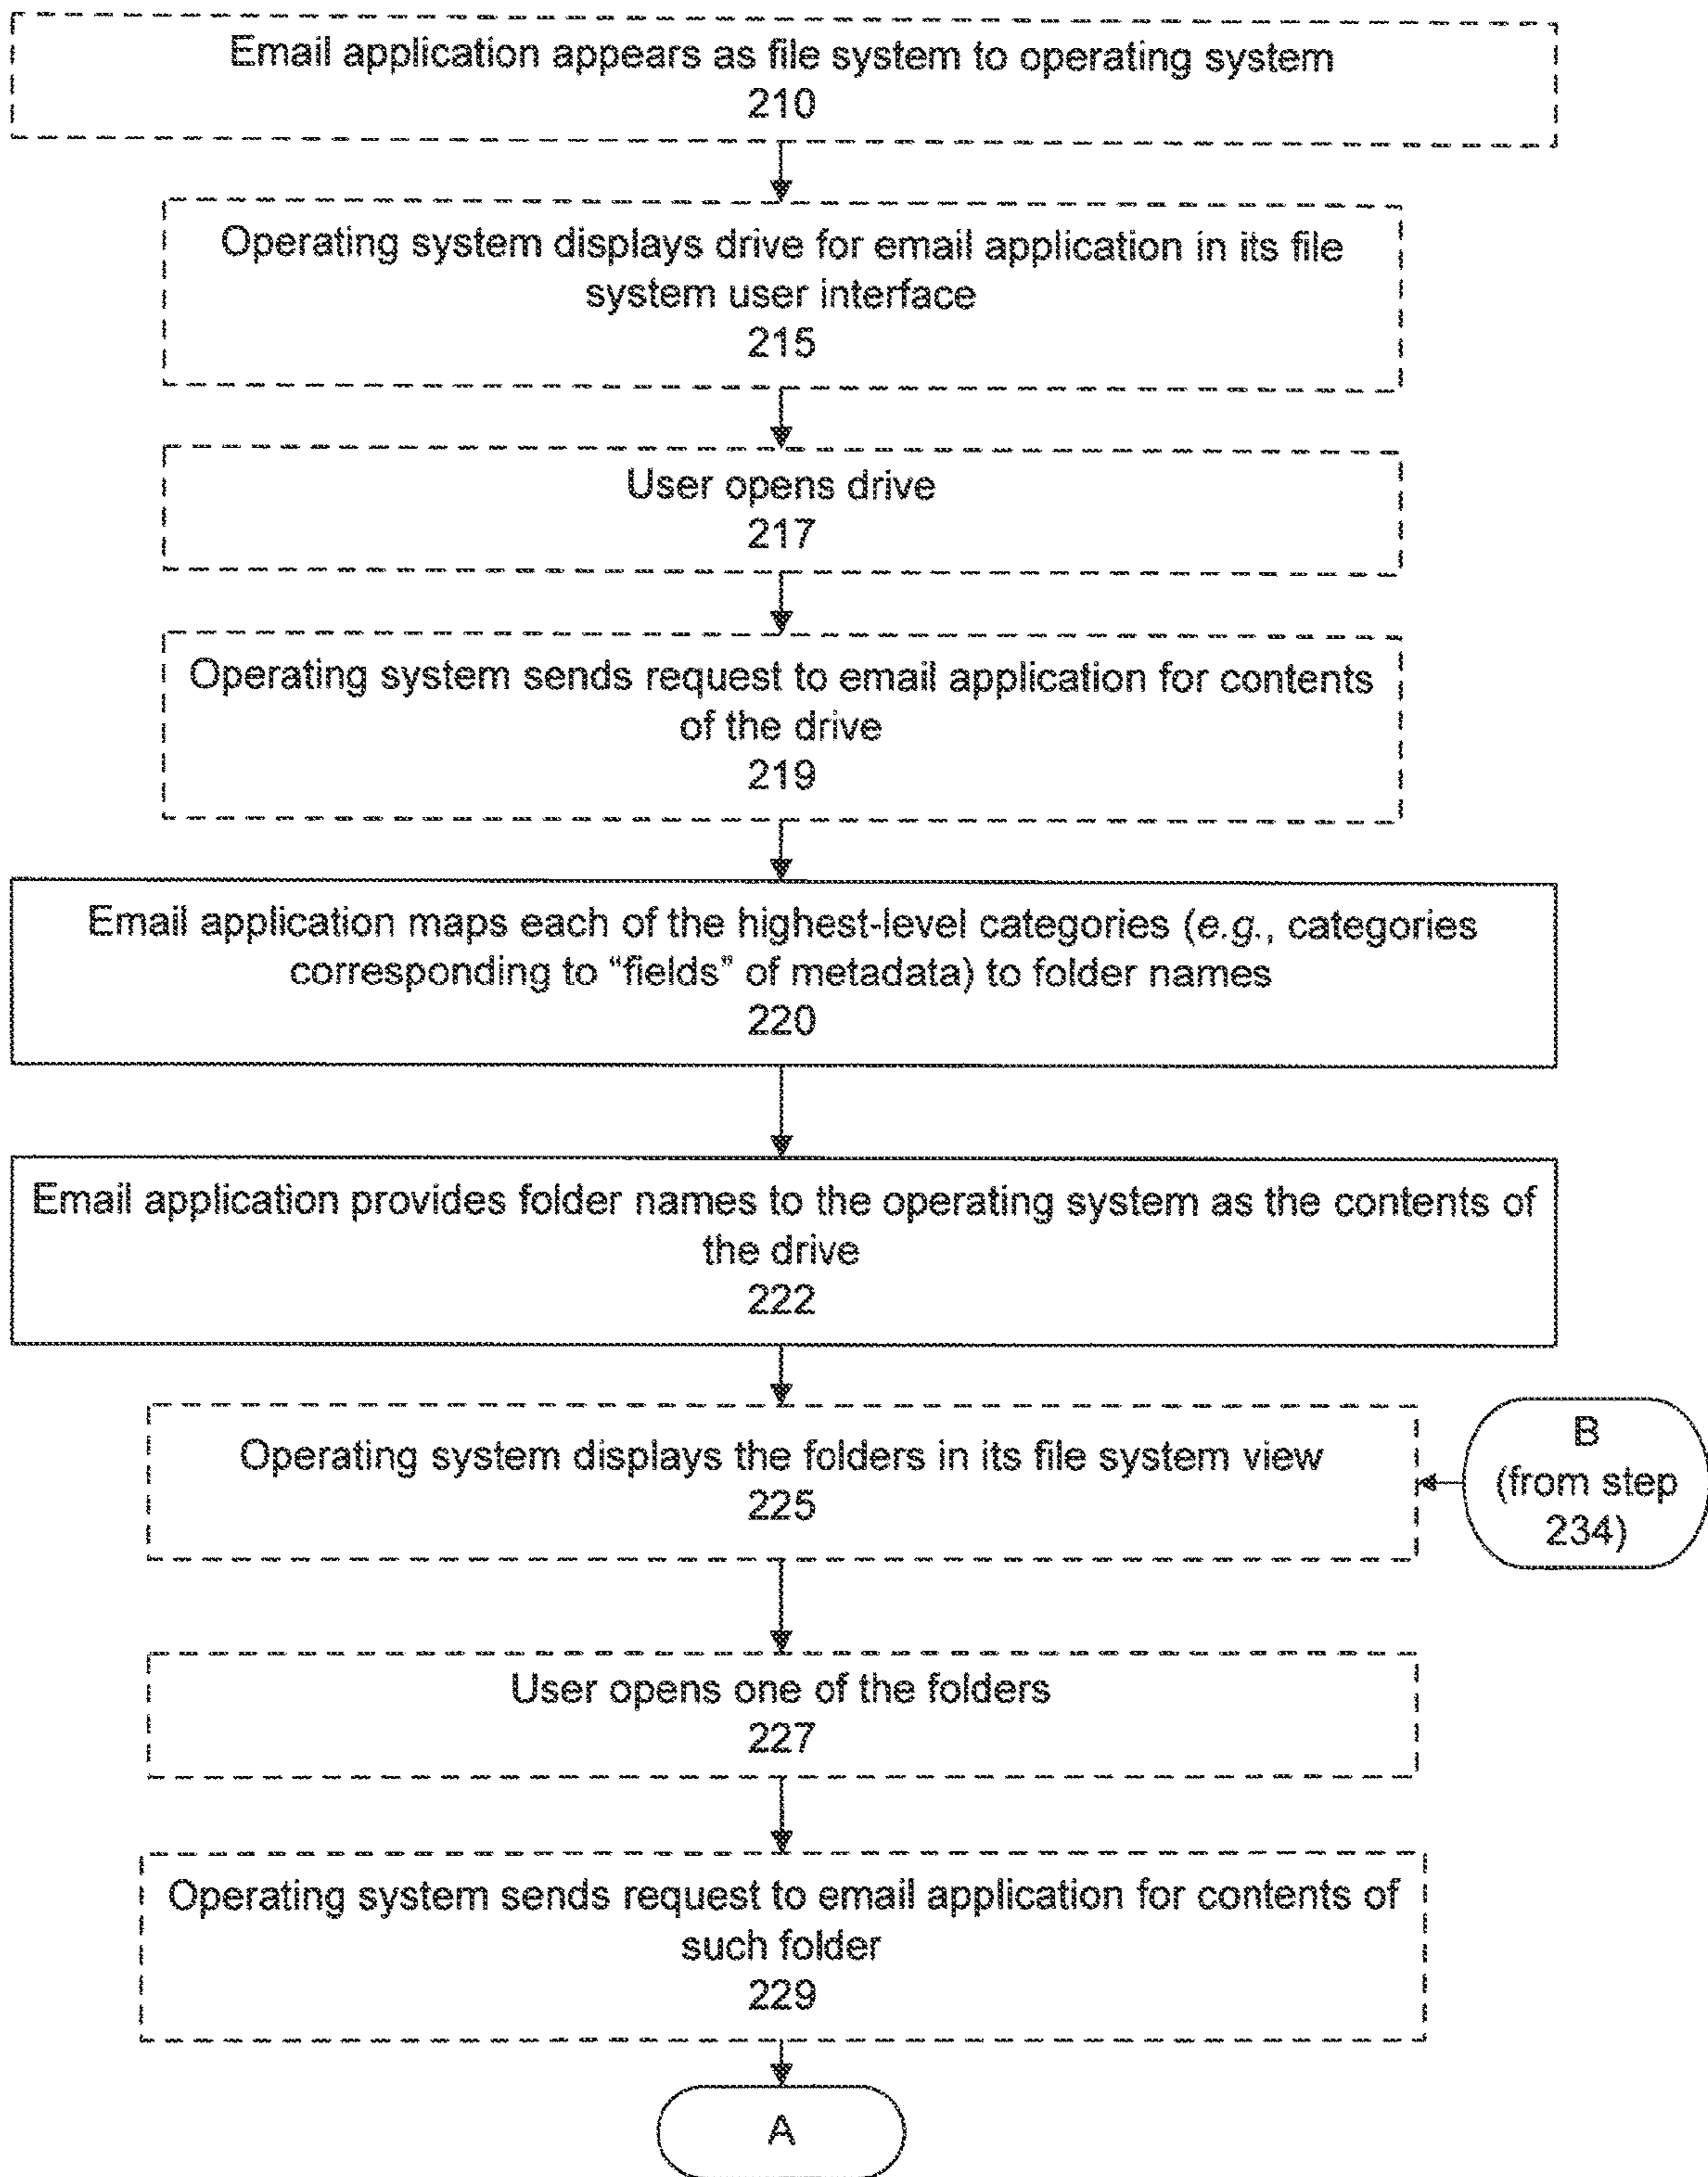 Email application appears as file system to operating system
210
Operating system displays drive for email application in its file
system user interface
215
User opens drive
217
Operating system sends request to email application for contents
of the drive
219
Email application maps each of the highest-level categories (e.g., categories
corresponding to “fields” of metadata) to folder names
220
Email application provides folder names to the operating system as the contents of
the drive
222
Operating system displays the folders in its file system view
225
B
(from step
234)
User opens one of the folders
227
Operating system sends request to email application for contents of
such folder
229
A